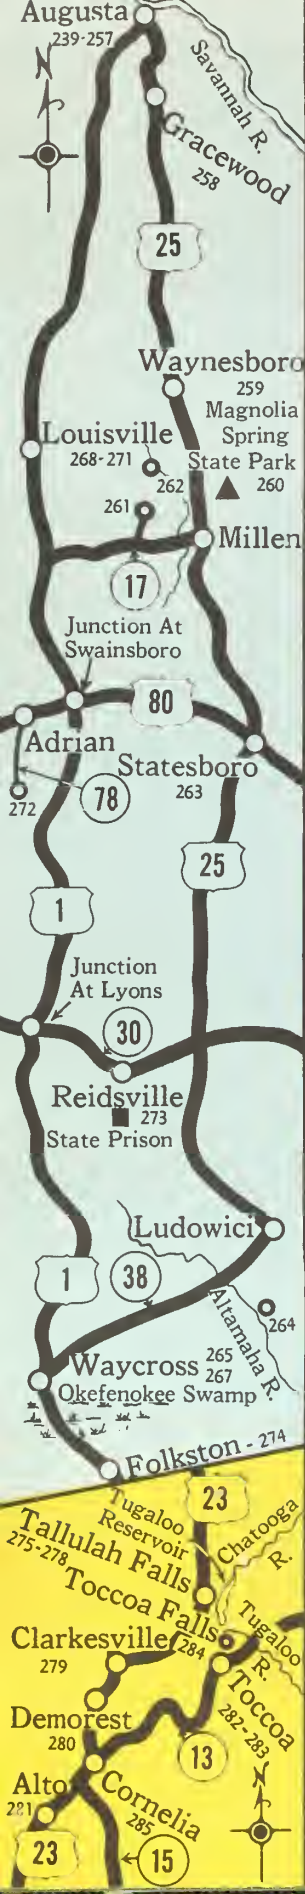 Augusta
239-257
N
Savannah R.
Gracewood
258
25
Waynesboro
259
Magnolia
Spring
State Park
260
Louisville
268-271
262
261
Millen
17
Junction At
Swainsboro
80
Adrian
Statesboro
263
78
272
25
1
Junction
At Lyons
30
Reidsville
273
State Prison
Ludowici
1
38
Altamaha R.
264
Waycross 265
267
Okefenokee Swamp
Folkston - 274
23
Tugaloo
Reservoir
Chatooga
R.
Tallulah Falls
275-278
Toccoa Falls
284
Tugaloo
R.
Clarkesville
279
Toccoa
282-283
Demorest
280
13
N
Alto
281
Cornelia
285
23
15